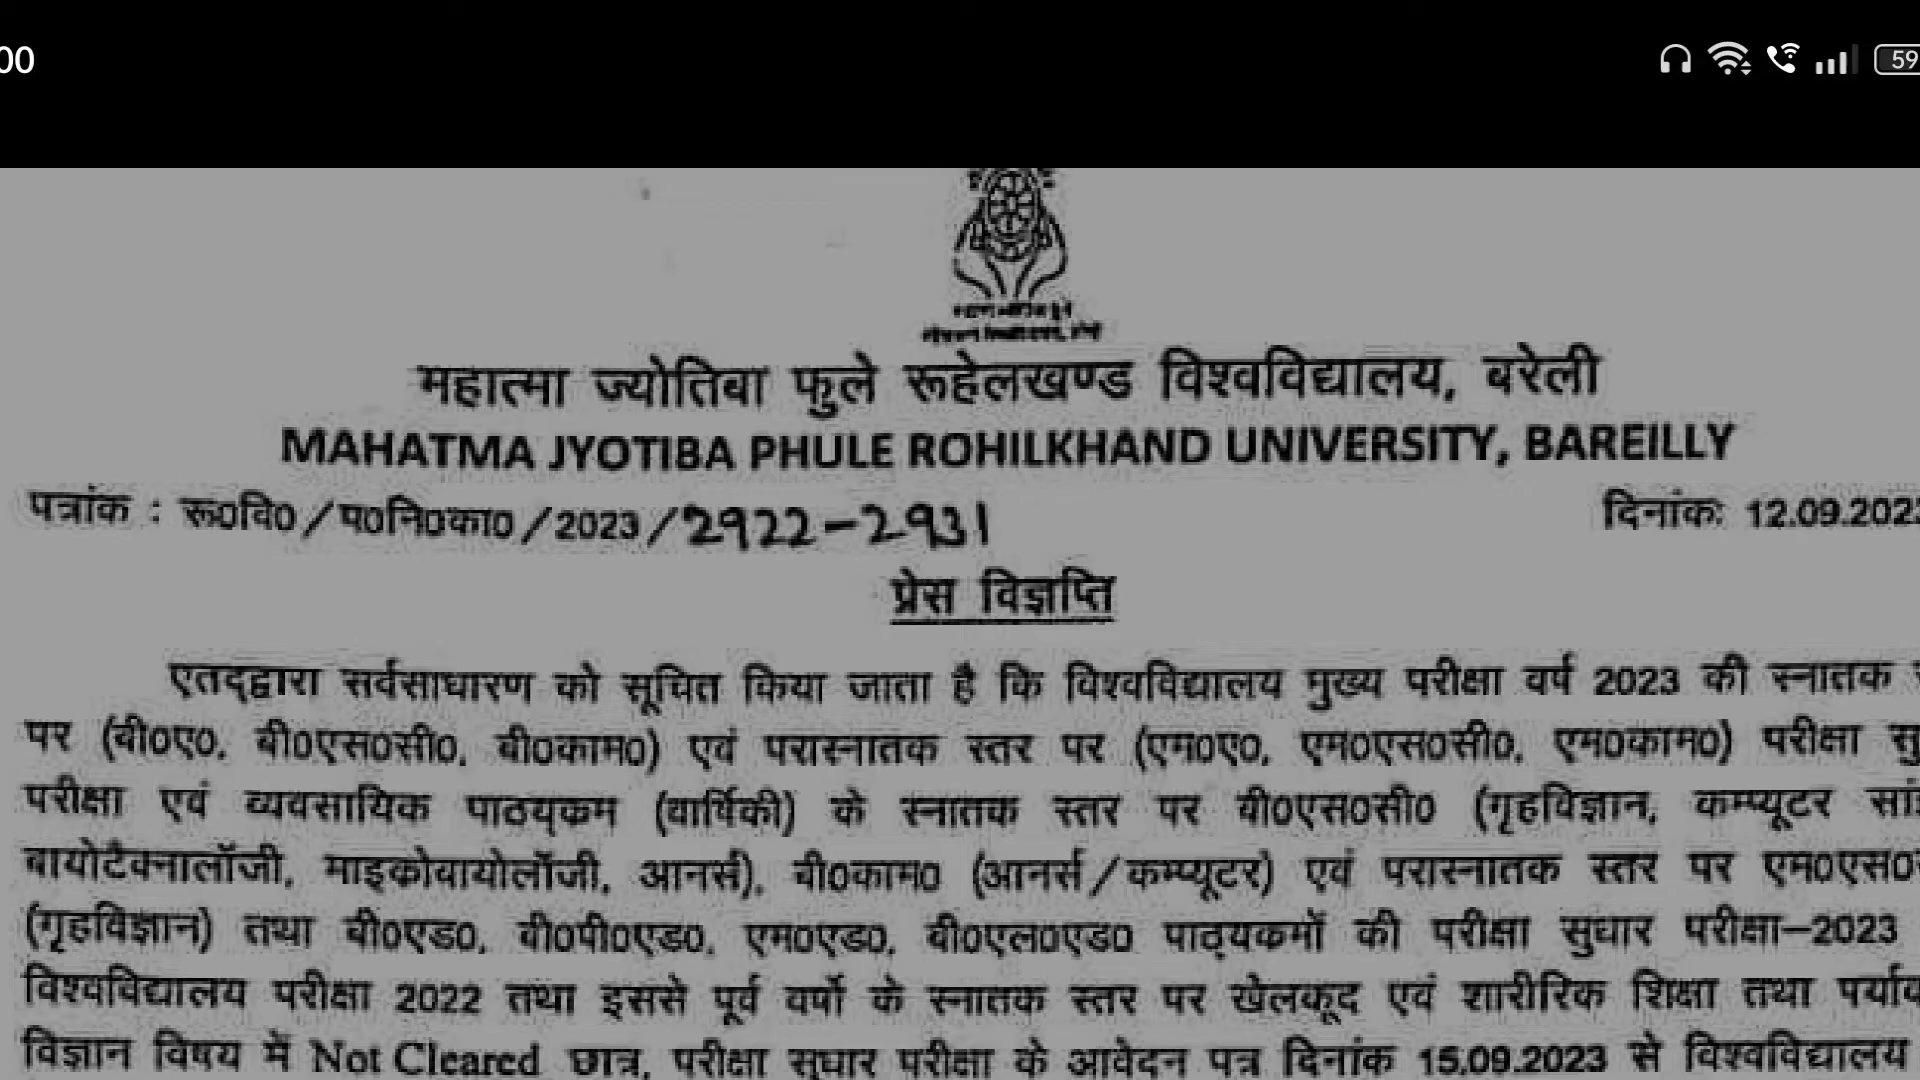 00
59
महात्मा ज्योतिबा फुले रूहेलखण्ड विश्वविद्यालय, बरेली
MAHATMA JYOTIBA PHULE ROHILKHAND UNIVERSITY, BAREILLY
पत्रांक : रू0वि0/प0नि0का0/2023/2922-2931
दिनांकः 12.09.2023
प्रेस विज्ञप्ति
एतद्द्वारा सर्वसाधारण को सूचित किया जाता है कि विश्वविद्यालय मुख्य परीक्षा वर्ष 2023 की स्नातक
पर (बी0ए0, बी0एस0सी0, बी0काम0) एवं परास्नातक स्तर पर (एम0ए0, एम0एस0सी0, एम0काम0) परीक्षा
परीक्षा एवं व्यवसायिक पाठ्यकम (वार्षिकी) के स्नातक स्तर पर बी0एस0सी0 (गृहविज्ञान, कम्प्यूटर
बायोटैक्नालॉजी, माइकोबायोलॉजी, आनर्स), बी0काम0 (आनर्स/कम्प्यूटर) एवं परास्नातक स्तर पर एम0एस0
(गृहविज्ञान) तथा बी0एड0, बी0पी0एड0, एम0एड0, बी0एल0एड0 पाठ्यकमों की परीक्षा सुधार परीक्षा–2023
विश्वविद्यालय परीक्षा 2022 तथा इससे पूर्व वर्षो के स्नातक स्तर पर खेलकूद एवं शारीरिक शिक्षा तथा
विज्ञान विषय में Not Cleared छात्र, परीक्षा सुधार परीक्षा के आवेदन पत्र दिनांक 15.09.2023 से विश्वविद्यालय